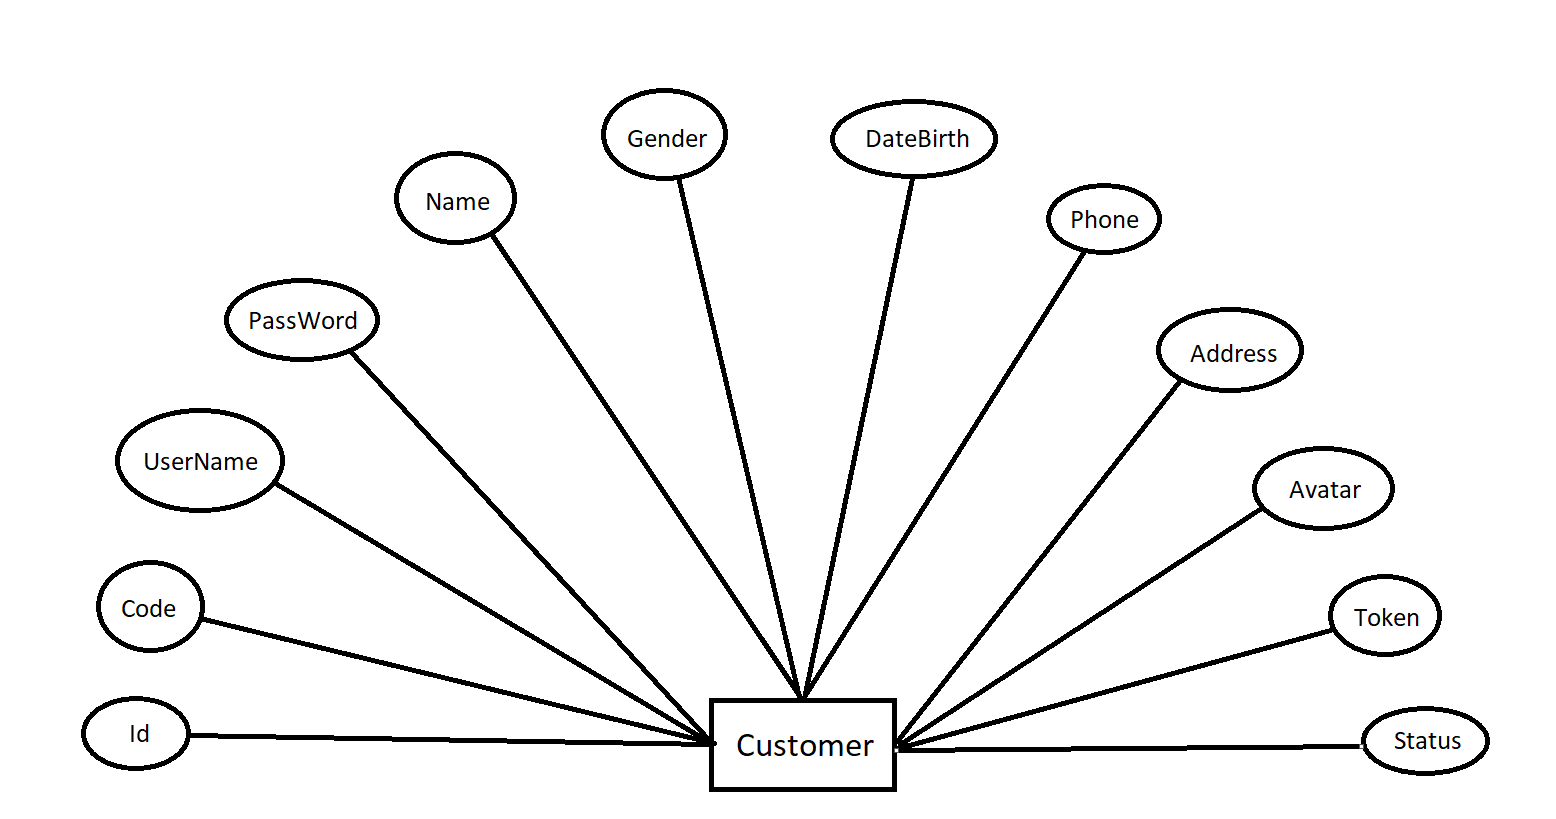 Gender
DateBirth
Name
Phone
PassWord
Address
UserName
Avatar
Code
Token
Id
Customer
Status